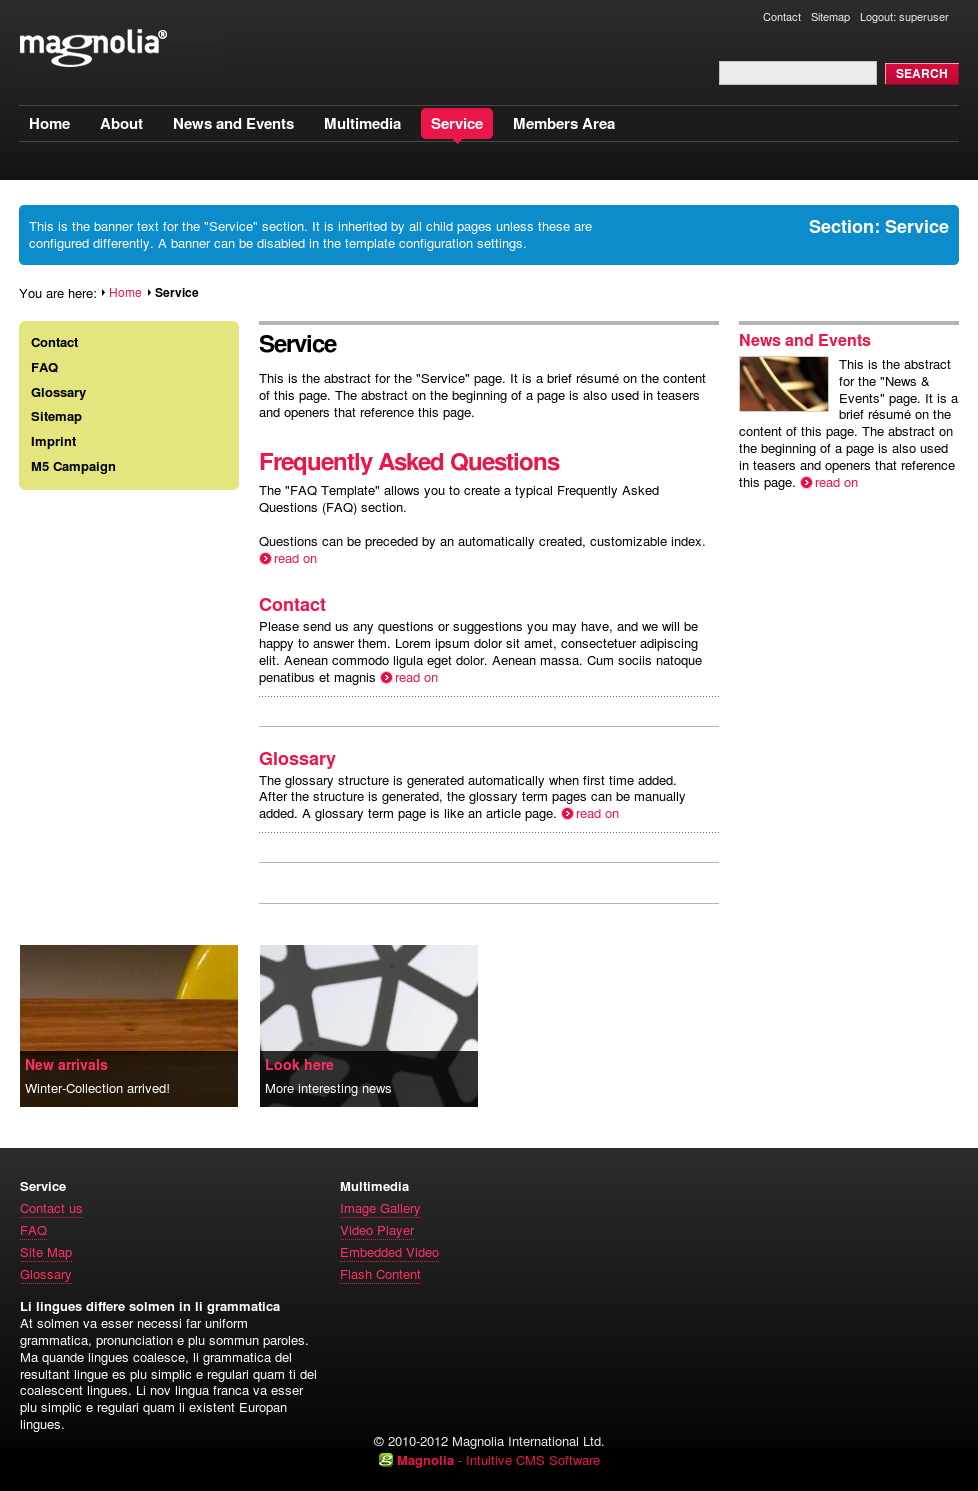 Contact Sitemap Logout: superuser
magnolia®
SEARCH
Home About News and Events Multimedia Service Members Area
This is the banner text for the "Service" section. It is inherited by all child pages unless these are
configured differently. A banner can be disabled in the template configuration settings.
Section: Service
You are here: Home Service
Contact
FAQ
Glossary
Sitemap
Imprint
M5 Campaign
Service
This is the abstract for the "Service" page. It is a brief résumé on the content
of this page. The abstract on the beginning of a page is also used in teasers
and openers that reference this page.
Frequently Asked Questions
The "FAQ Template" allows you to create a typical Frequently Asked
Questions (FAQ) section.
Questions can be preceded by an automatically created, customizable index.
read on
Contact
Please send us any questions or suggestions you may have, and we will be
happy to answer them. Lorem ipsum dolor sit amet, consectetuer adipiscing
elit. Aenean commodo ligula eget dolor. Aenean massa. Cum sociis natoque
penatibus et magnis read on
Glossary
The glossary structure is generated automatically when first time added.
After the structure is generated, the glossary term pages can be manually
added. A glossary term page is like an article page. read on
News and Events
This is the abstract
for the "News &
Events" page. It is a
brief résumé on the
content of this page. The abstract on
the beginning of a page is also used
in teasers and openers that reference
this page. read on
New arrivals
Winter-Collection arrived!
Look here
More interesting news
Service
Contact us
FAQ
Site Map
Glossary
Multimedia
Image Gallery
Video Player
Embedded Video
Flash Content
Li lingues differe solmen in li grammatica
At solmen va esser necessi far uniform
grammatica, pronunciation e plu sommun paroles.
Ma quande lingues coalesce, li grammatica del
resultant lingue es plu simplic e regulari quam ti del
coalescent lingues. Li nov lingua franca va esser
plu simplic e regulari quam li existent Europan
lingues.
© 2010-2012 Magnolia International Ltd.
Magnolia - Intuitive CMS Software